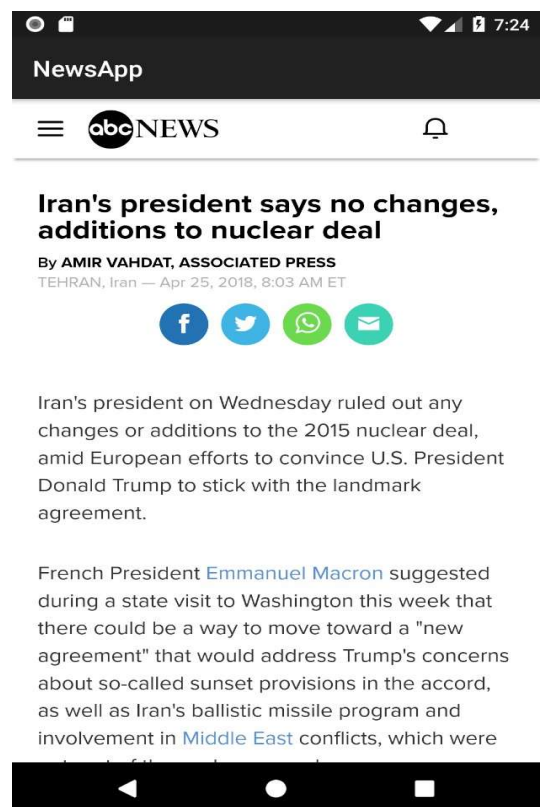 7:24
NewsApp
abc NEWS
Iran's president says no changes,
additions to nuclear deal
By AMIR VAHDAT, ASSOCIATED PRESS
TEHRAN, Iran — Apr 25, 2018, 8:03 AM ET
Iran's president on Wednesday ruled out any
changes or additions to the 2015 nuclear deal,
amid European efforts to convince U.S. President
Donald Trump to stick with the landmark
agreement.
French President Emmanuel Macron suggested
during a state visit to Washington this week that
there could be a way to move toward a "new
agreement" that would address Trump's concerns
about so-called sunset provisions in the accord,
as well as Iran's ballistic missile program and
involvement in Middle East conflicts, which were